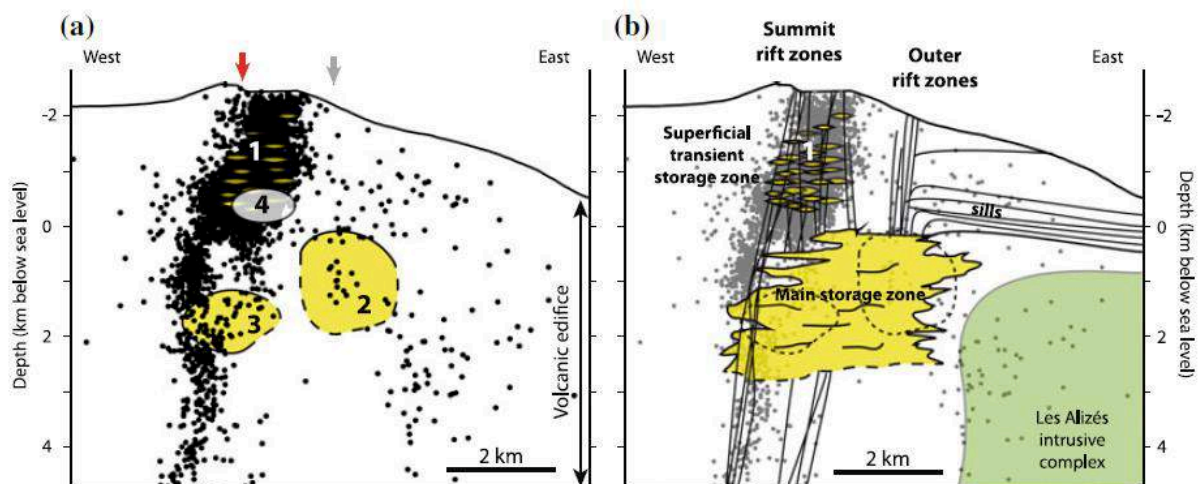 (a)
West
East
Depth (km below sea level)
-2
0
2
4
1
4
2
3
Volcanic edifice
2 km
(b)
Summit
rift zones
Outer
rift zones
West
East
Superficial
transient
storage zone
1
sills
Main storage zone
Les Alizés
intrusive
complex
2 km
-2
0
2
4
Depth (km below sea level)